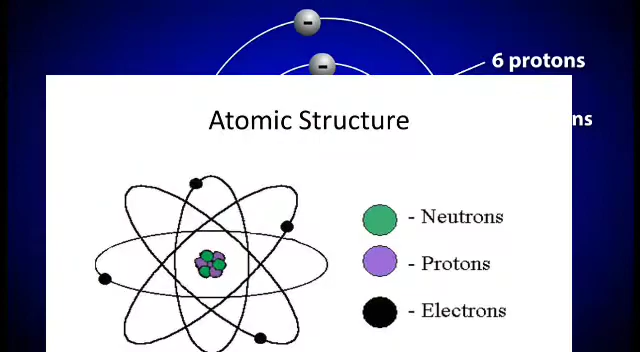 6 protons
Atomic Structure
- Neutrons
- Protons
- Electrons